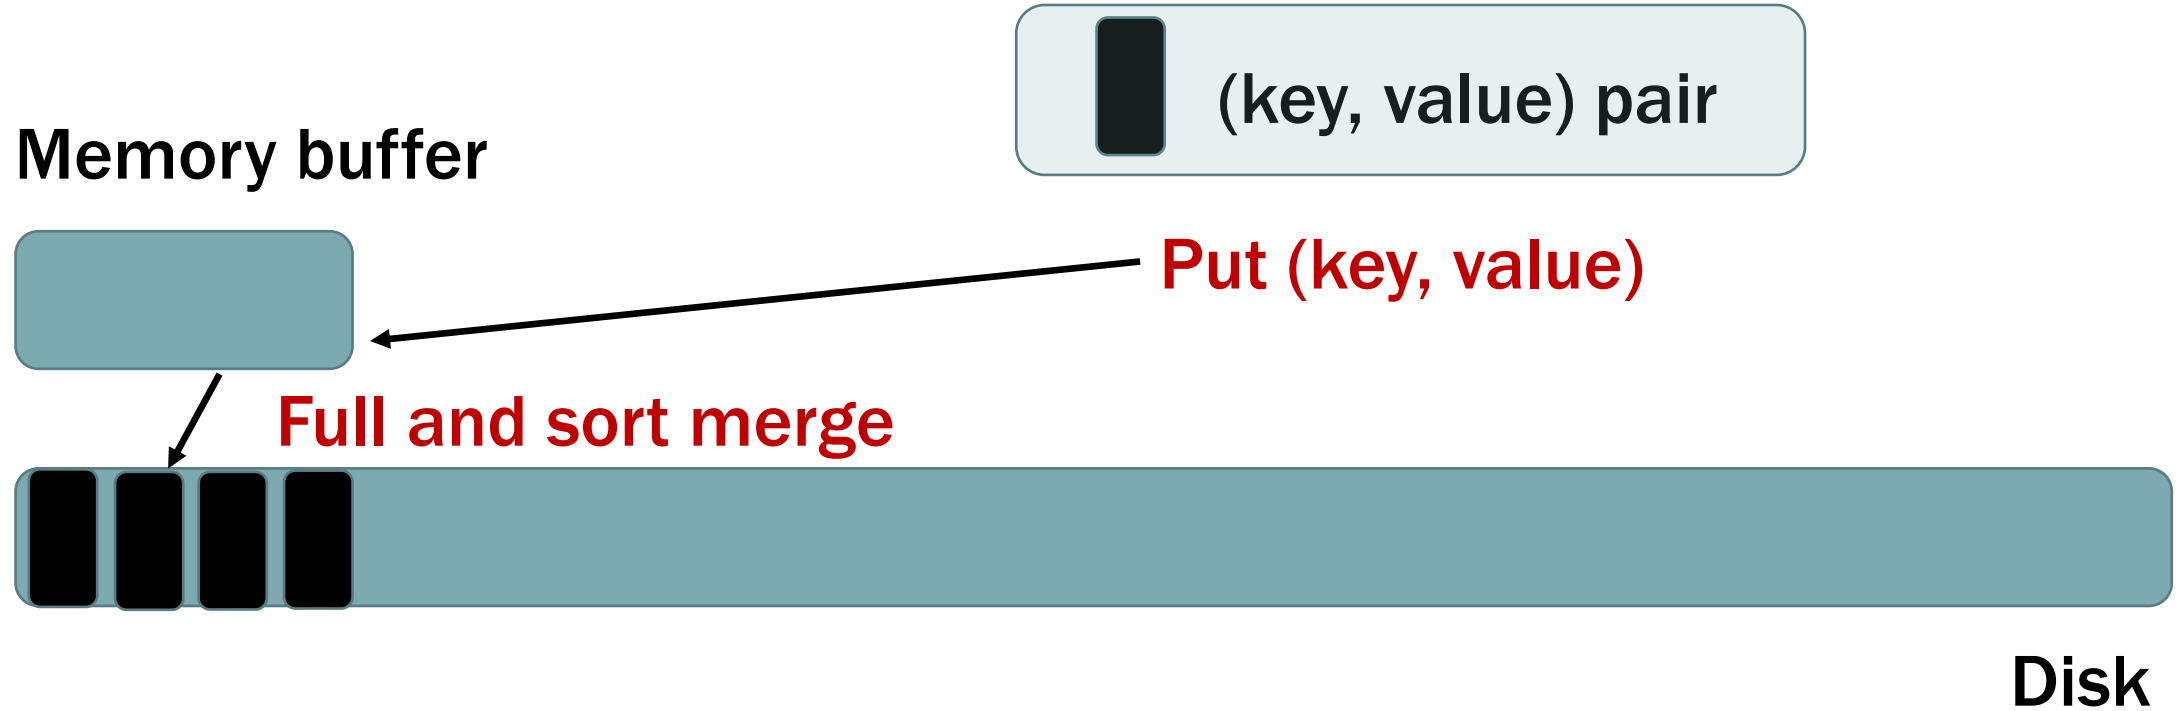 (key, value) pair
Memory buffer
Put (key, value)
Full and sort merge
Disk